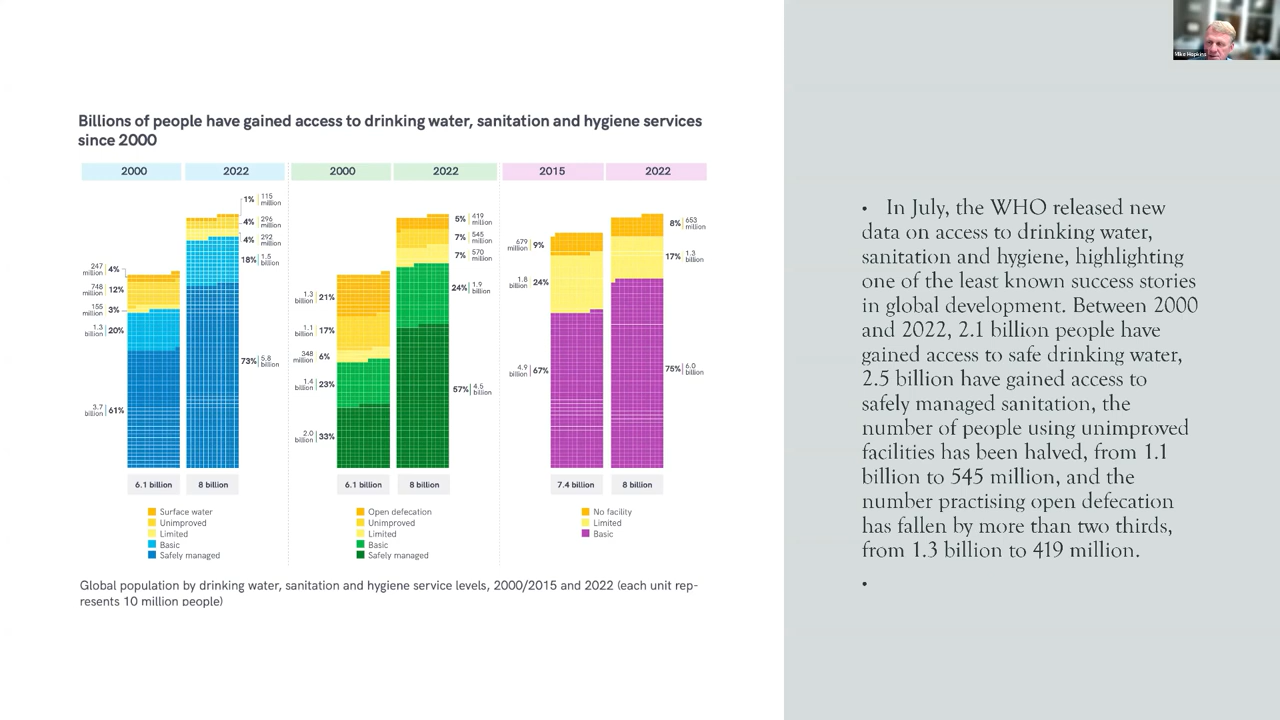 Mike Hopkins
Billions of people have gained access to drinking water, sanitation and hygiene services
since 2000
2000
2022
2000
2022
2015
2022
247
million
4%
748
million
12%
155
million
3%
1.3
billion
20%
3.7
billion
61%
6.1 billion
1%
115
million
4%
296
million
4%
292
million
18%
1.5
billion
73%
5.8
billion
8 billion
1.3
billion
21%
1.1
billion
17%
348
million
6%
1.4
billion
23%
2.0
billion
33%
6.1 billion
5%
419
million
7%
545
million
7%
570
million
24%
1.9
billion
57%
4.5
billion
8 billion
679
million
9%
1.8
billion
24%
4.9
billion
67%
7.4 billion
8%
653
million
17%
1.3
billion
75%
6.0
billion
8 billion
Surface water
Unimproved
Limited
Basic
Safely managed
Open defecation
Unimproved
Limited
Basic
Safely managed
No facility
Limited
Basic
Global population by drinking water, sanitation and hygiene service levels, 2000/2015 and 2022 (each unit rep-
resents 10 million people)
• In July, the WHO released new
data on access to drinking water,
sanitation and hygiene, highlighting
one of the least known success stories
in global development. Between 2000
and 2022, 2.1 billion people have
gained access to safe drinking water,
2.5 billion have gained access to
safely managed sanitation, the
number of people using unimproved
facilities has been halved, from 1.1
billion to 545 million, and the
number practising open defecation
has fallen by more than two thirds,
from 1.3 billion to 419 million.
•